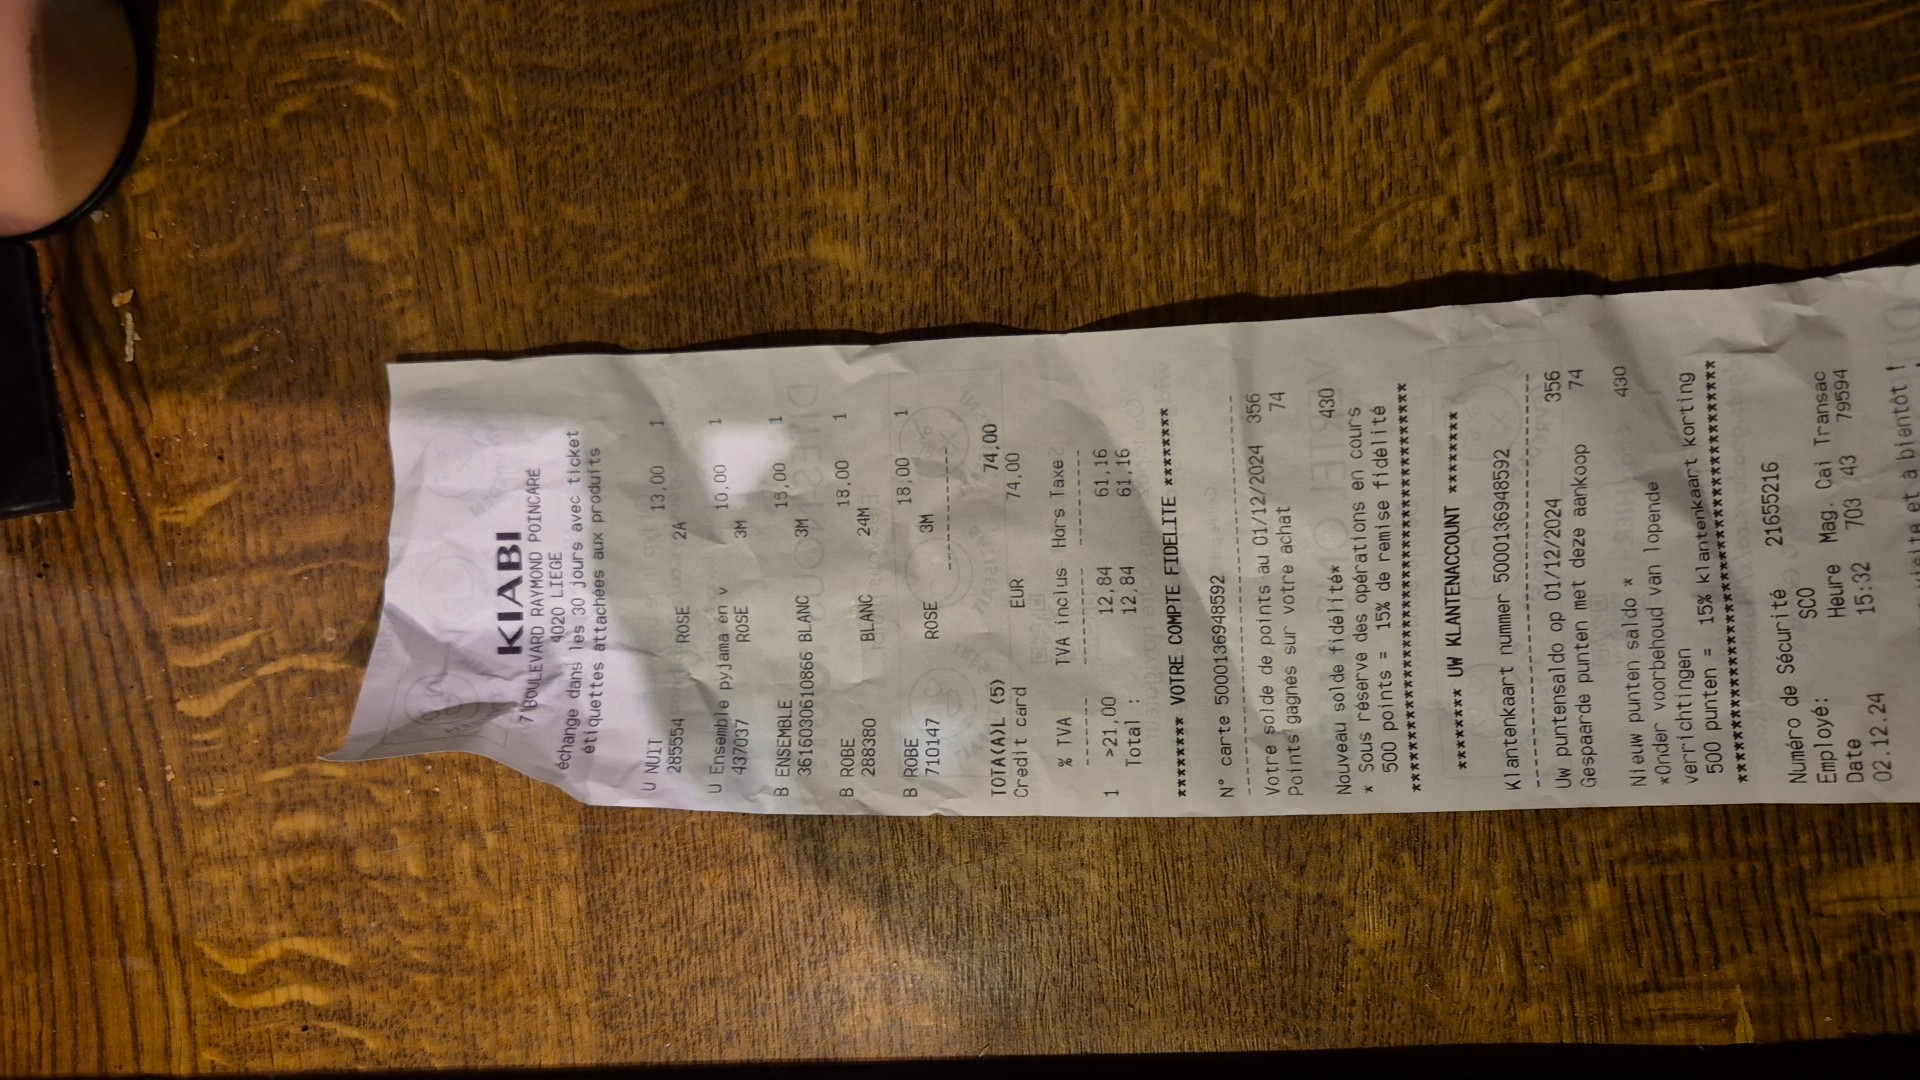 KIABI
7 BOULEVARD RAYMOND POINCARÉ
4020 LIEGE
échange dans les 30 jours avec ticket
étiquettes attachées aux produits
U NUIT 13,00 1
285554 ROSE 2A
U Ensemble pyjama en v 10,00 1
437037 ROSE 3M
B ENSEMBLE 15,00 1
3616030610866 BLANC 3M
B ROBE 18,00 1
288380 BLANC 24M
B ROBE 18,00 1
710147 ROSE 3M
TOTA(A)L (5) 74,00
Credit card EUR 74,00
% TVA TVA inclus Hors Taxe
1 >21,00 12,84 61,16
Total : 12,84 61,16
******** VOTRE COMPTE FIDELITE *******
N° carte 5000136948592
Votre solde de points au 01/12/2024 356
Points gagnés sur votre achat 74
Nouveau solde fidélité* 430
* Sous réserve des opérations en cours
500 points = 15% de remise fidélité
******** UW KLANTENACCOUNT *******
Klantenkaart nummer 5000136948592
Uw puntensaldo op 01/12/2024 356
Gespaarde punten met deze aankoop 74
Nieuw punten saldo * 430
*Onder voorbehoud van lopende
verrichtingen
500 punten = 15% klantenkaart korting
Numéro de Sécurité 21655216
Employé: SCO
Date Heure Mag. Cai Transac
02.12.24 15:32 703 43 79594
visite et à bientôt !